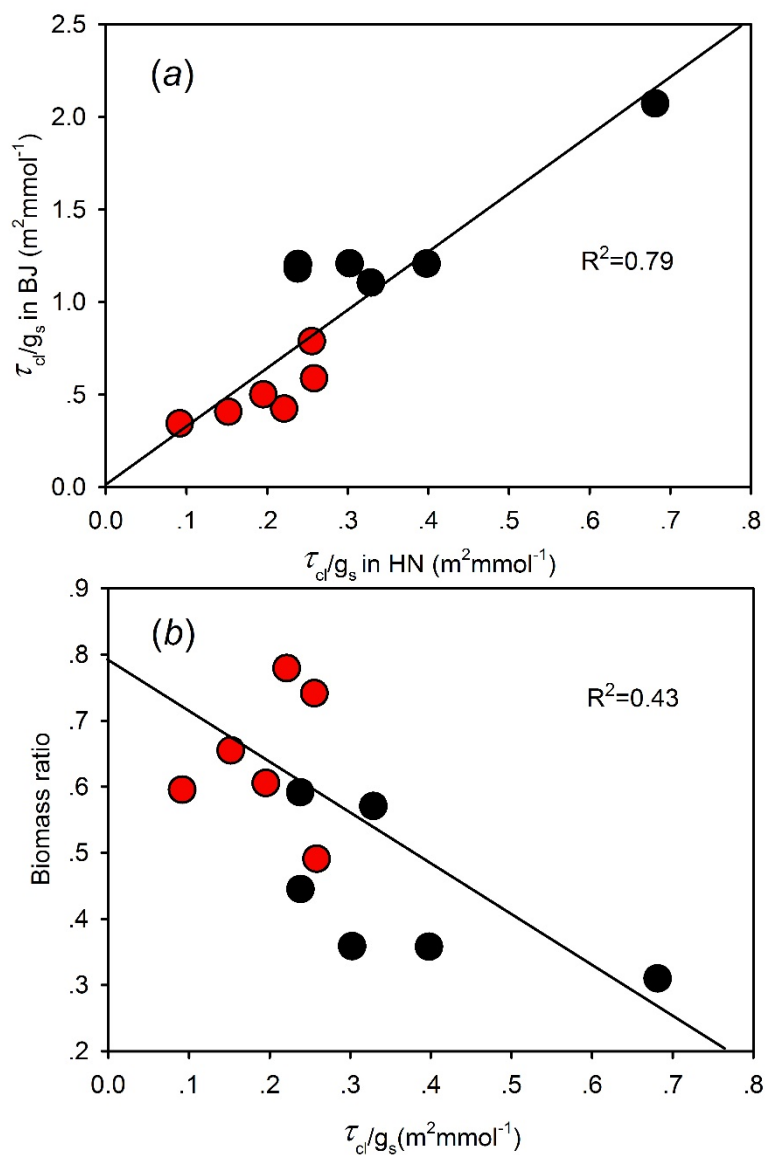 (a)
2.5
2.0
1.5
1.0
.5
0.0
τcl/gs in BJ (m²mmol⁻¹)
R²=0.79
0.0 .1 .2 .3 .4 .5 .6 .7 .8
τcl/gs in HN (m²mmol⁻¹)
(b)
.9
.8
.7
.6
.5
.4
.3
.2
Biomass ratio
R²=0.43
0.0 .1 .2 .3 .4 .5 .6 .7 .8
τcl/gs(m²mmol⁻¹)